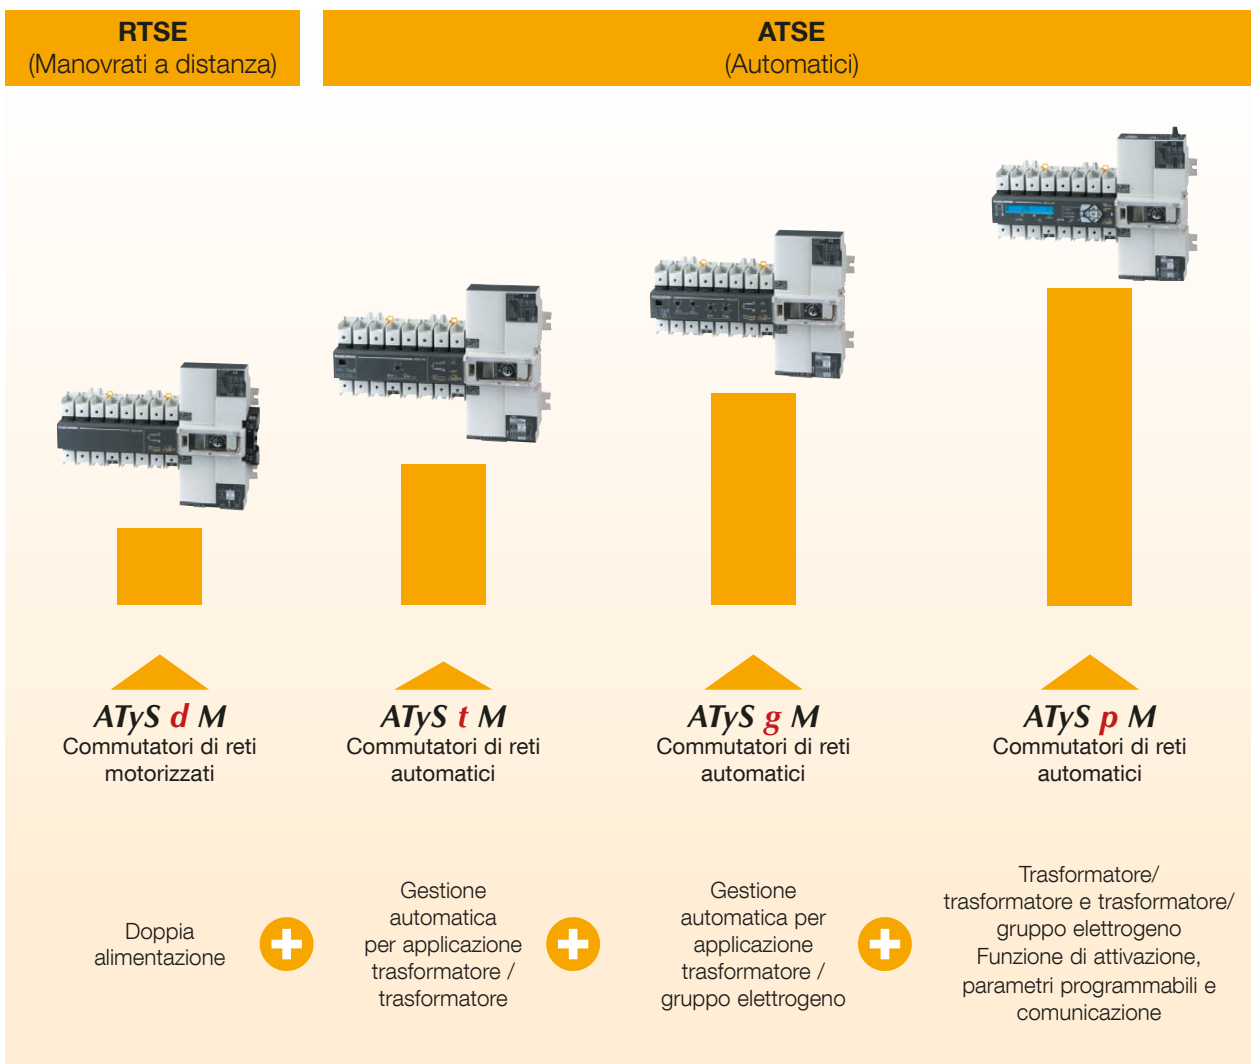 RTSE
(Manovrati a distanza)
ATSE
(Automatici)
ATyS d M
Commutatori di reti
motorizzati
ATyS t M
Commutatori di reti
automatici
ATyS g M
Commutatori di reti
automatici
ATyS p M
Commutatori di reti
automatici
Doppia
alimentazione
Gestione
automatica
per applicazione
trasformatore /
trasformatore
Gestione
automatica per
applicazione
trasformatore /
gruppo elettrogeno
Trasformatore/
trasformatore e trasformatore/
gruppo elettrogeno
Funzione di attivazione,
parametri programmabili e
comunicazione